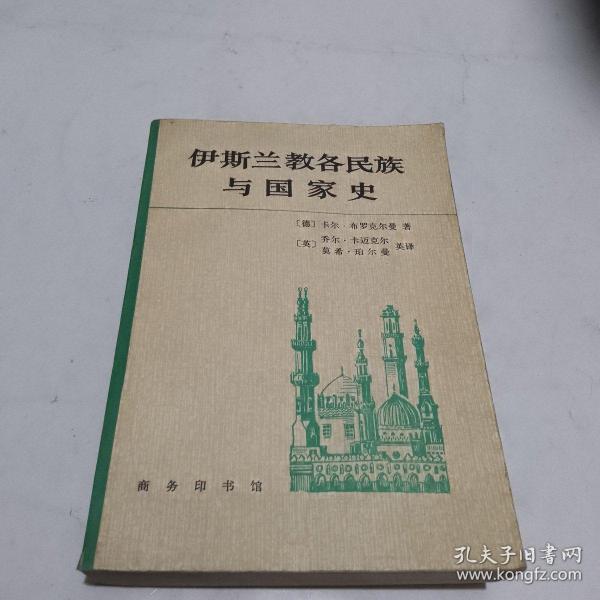 伊斯兰教各民族
与国家史
[德] 卡尔·布罗克尔曼 著
[英] 乔尔·卡迈克尔
莫希·珀尔曼 英译
商务印书馆
孔夫子旧书网
www.kongfz.com